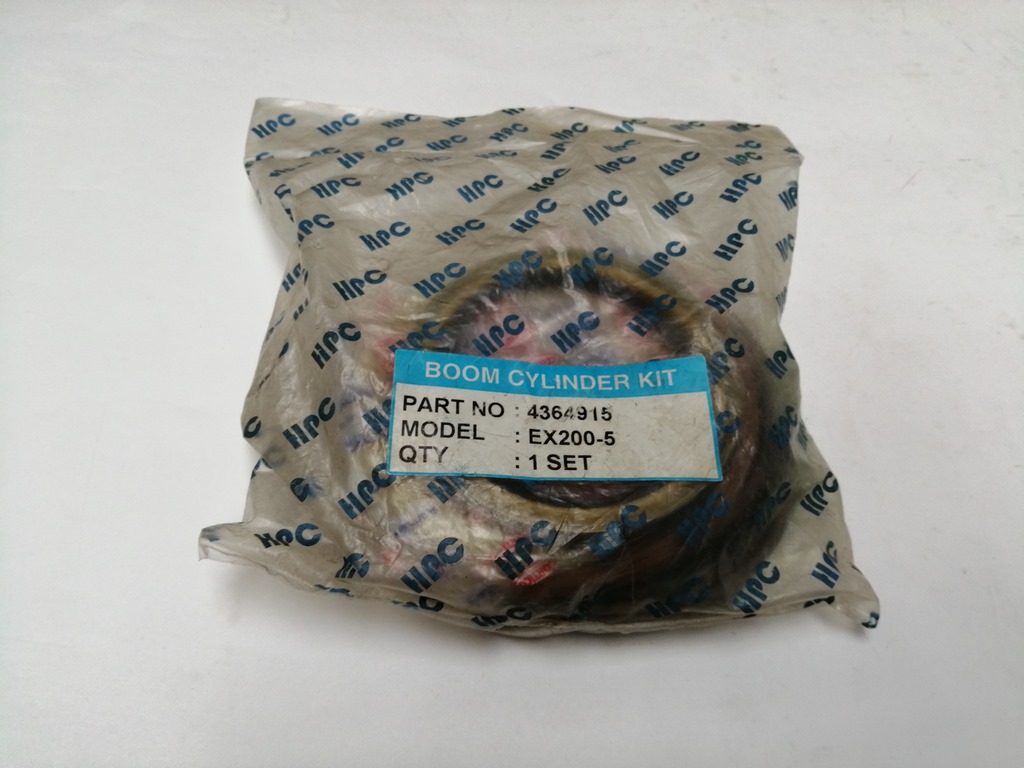 HPC
BOOM CYLINDER KIT
PART NO : 4364915
MODEL : EX200-5
QTY : 1 SET